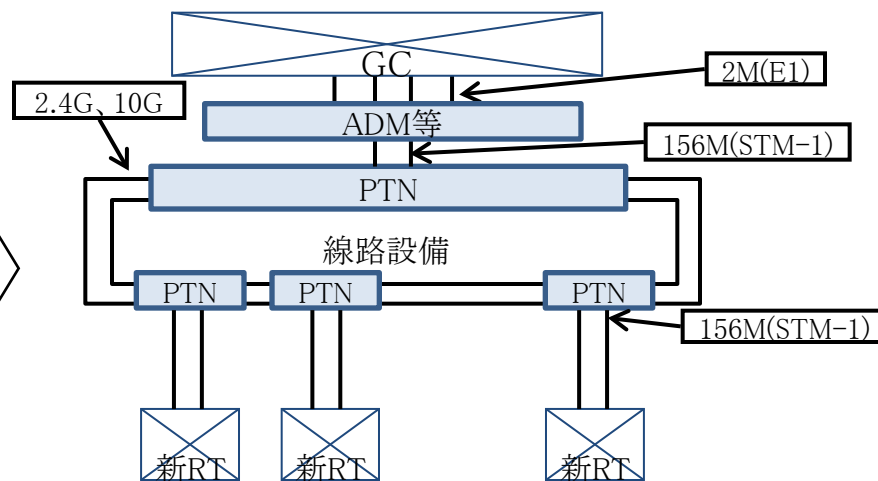 GC
2M(E1)
2.4G、10G
ADM等
156M(STM-1)
PTN
線路設備
PTN
PTN
PTN
156M(STM-1)
新RT
新RT
新RT